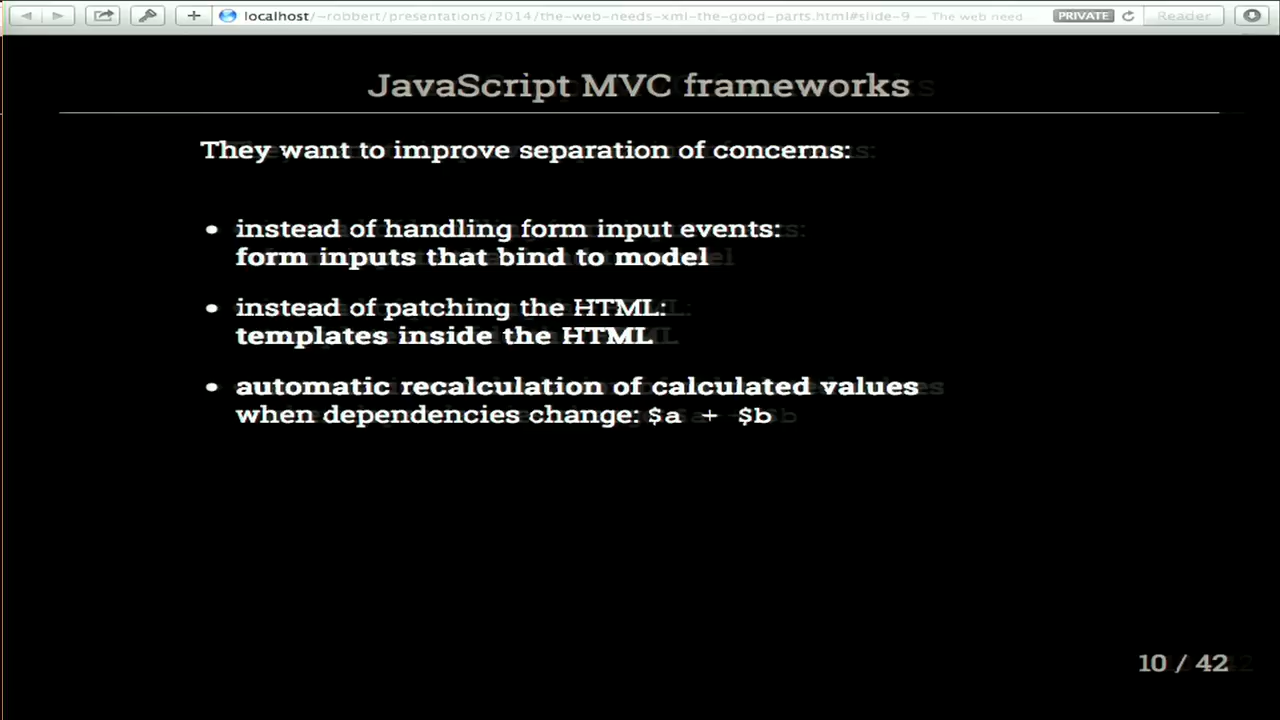 localhost/~robbert/presentations/2014/the-web-needs-xml-the-good-parts.html#slide-9 — The web need
PRIVATE
Reader
JavaScript MVC frameworks
They want to improve separation of concerns:
• instead of handling form input events:
form inputs that bind to model
• instead of patching the HTML:
templates inside the HTML
• automatic recalculation of calculated values
when dependencies change: $a + $b
10 / 42